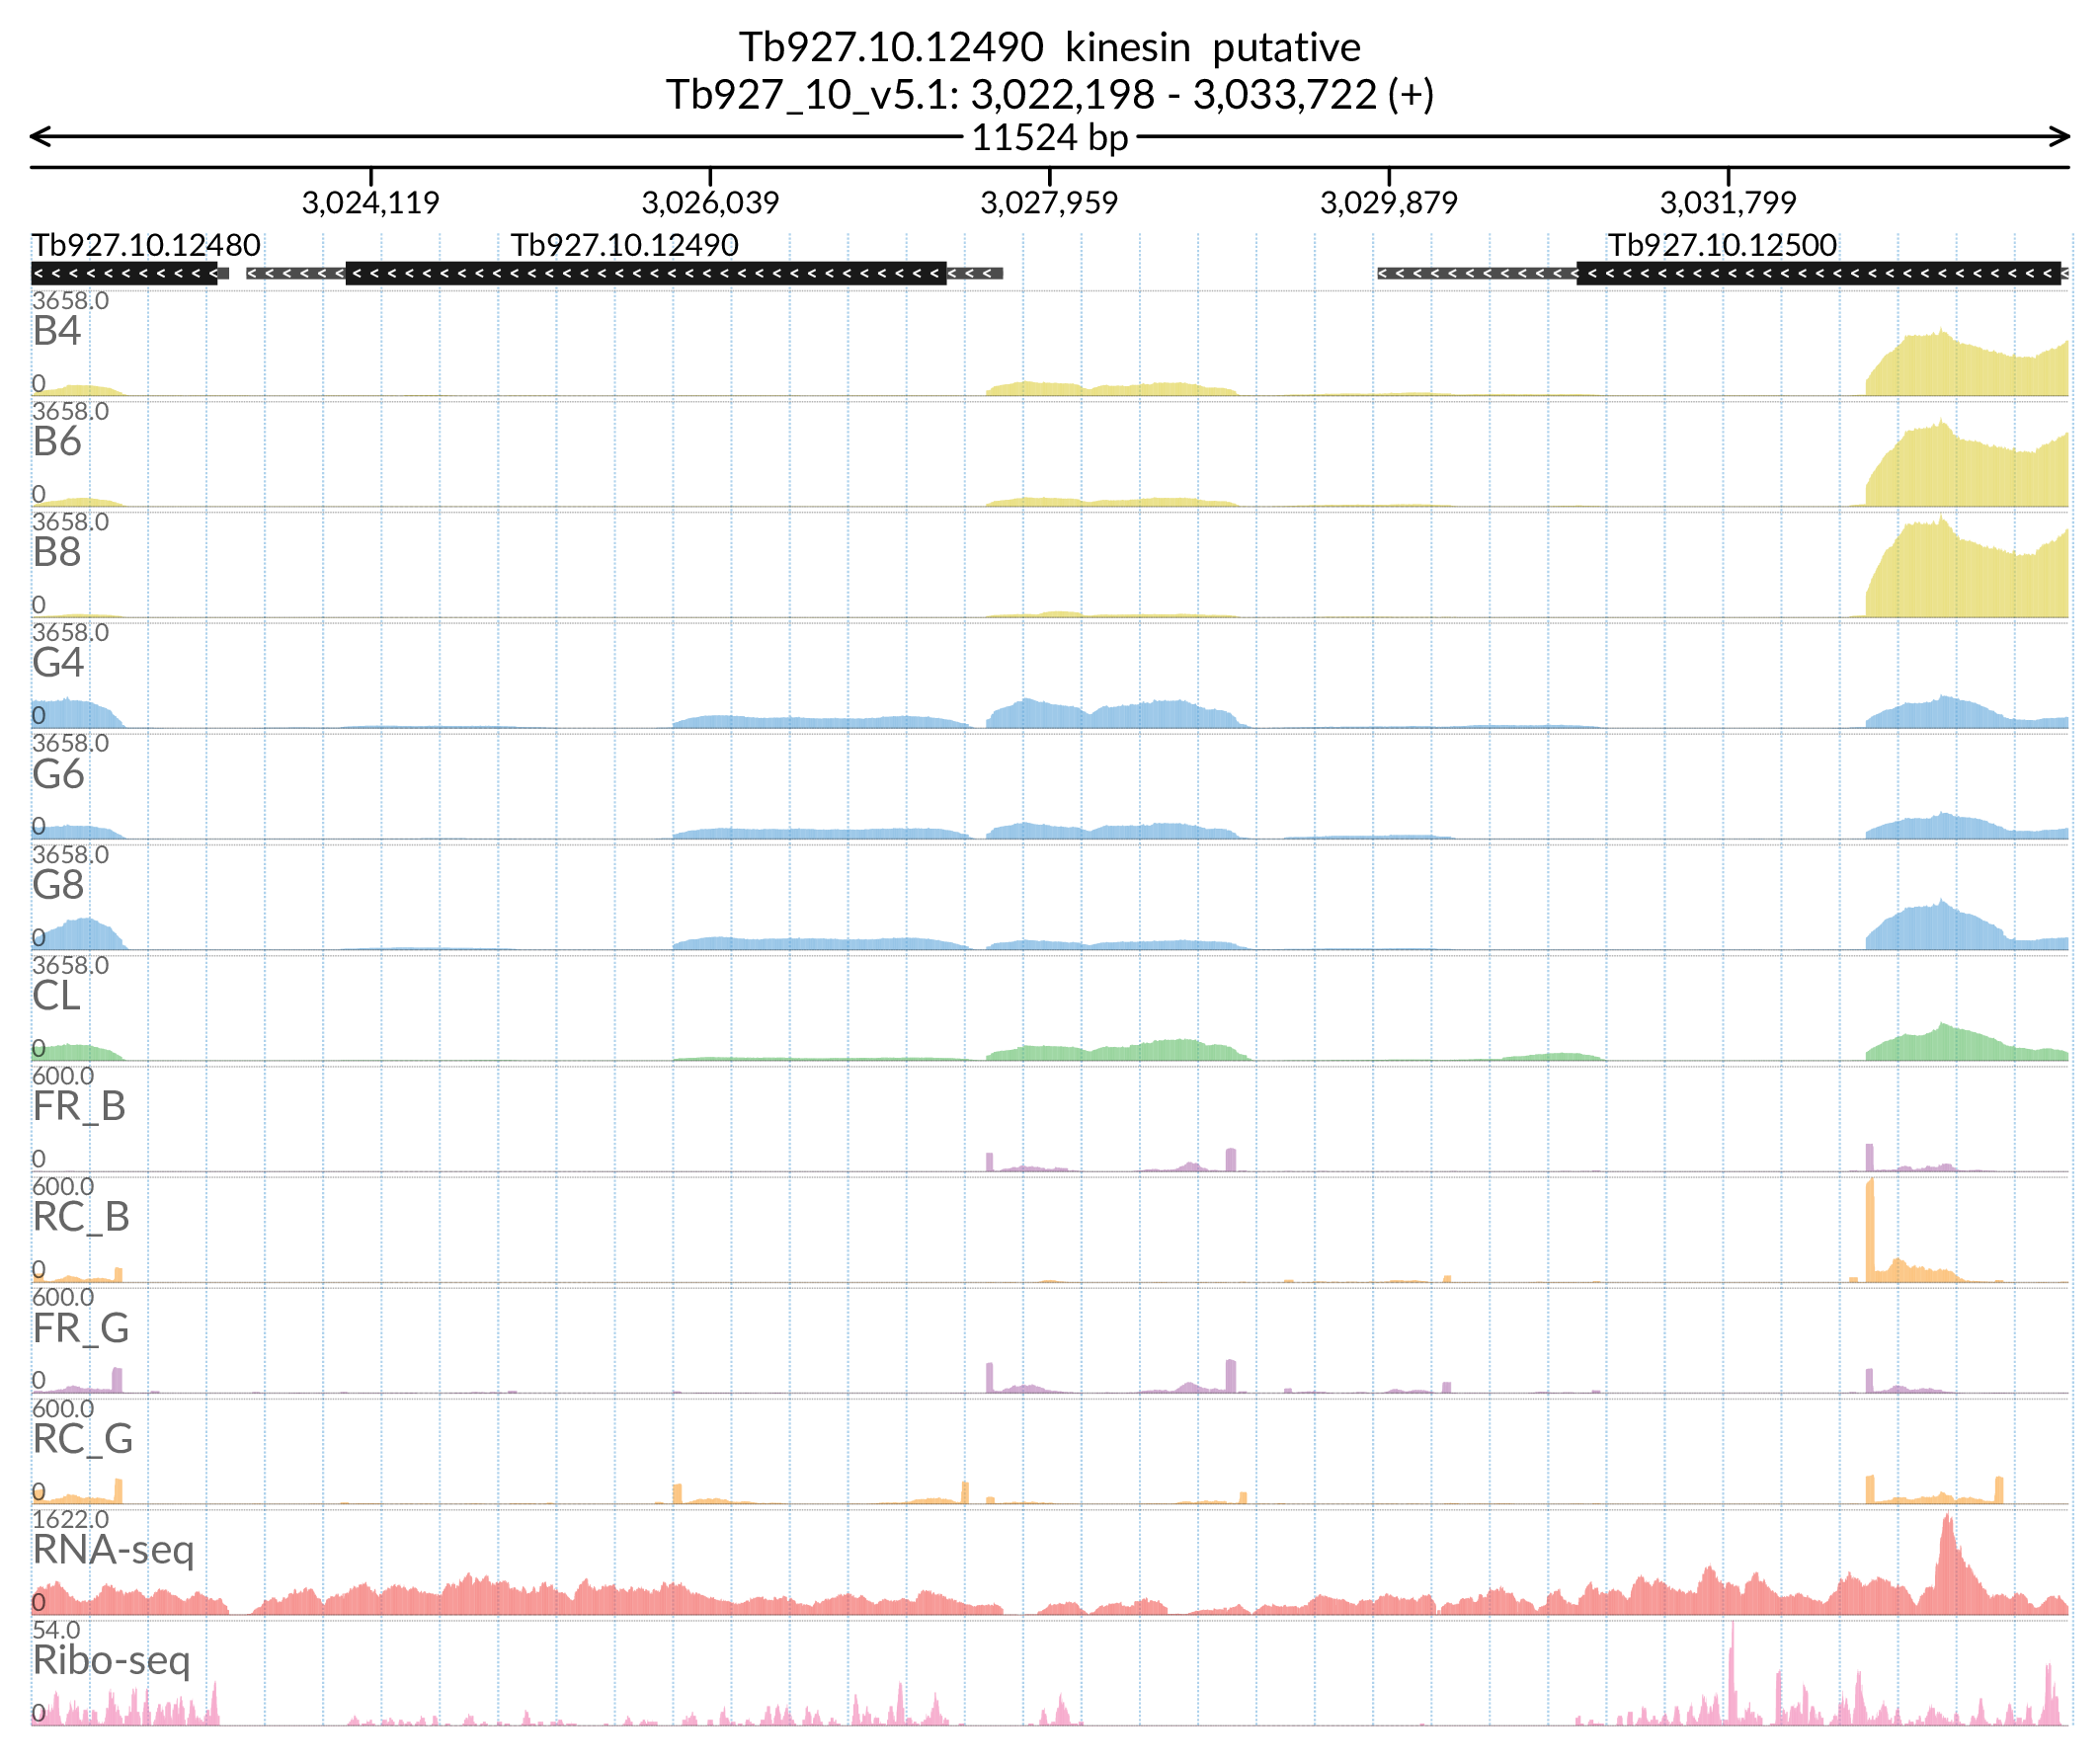 Tb927.10.12490 kinesin putative
Tb927_10_v5.1: 3,022,198 - 3,033,722 (+)
11524 bp
3,024,119 3,026,039 3,027,959 3,029,879 3,031,799
Tb927.10.12480 Tb927.10.12490 Tb927.10.12500
3658.0
B4
0
3658.0
B6
0
3658.0
B8
0
3658.0
G4
0
3658.0
G6
0
3658.0
G8
0
3658.0
CL
0
600.0
FR_B
0
600.0
RC_B
0
600.0
FR_G
0
600.0
RC_G
0
1622.0
RNA-seq
0
54.0
Ribo-seq
0